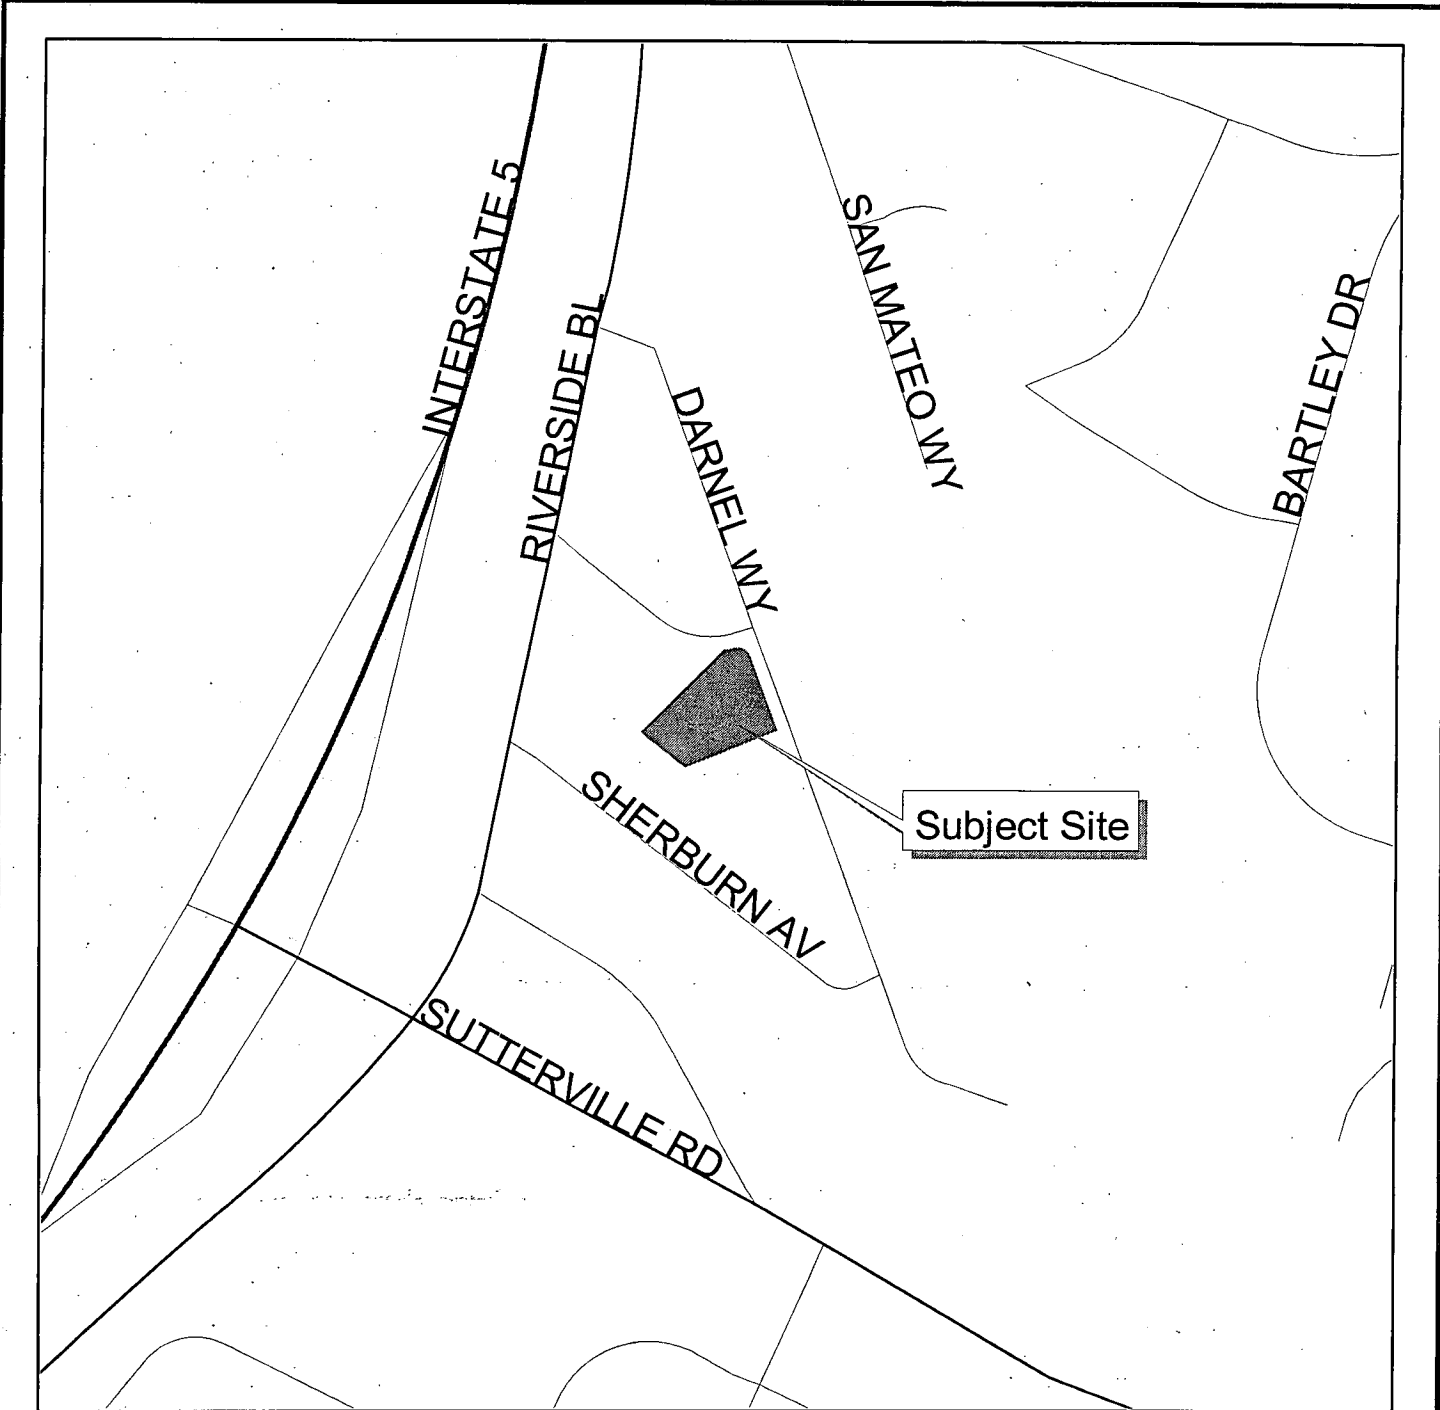 INTERSTATE 5
RIVERSIDE BL
SAN MATEO WY
BARTLEY DR
DARNEL WY
Subject Site
SHERBURN AV
SUTTERVILLE RD